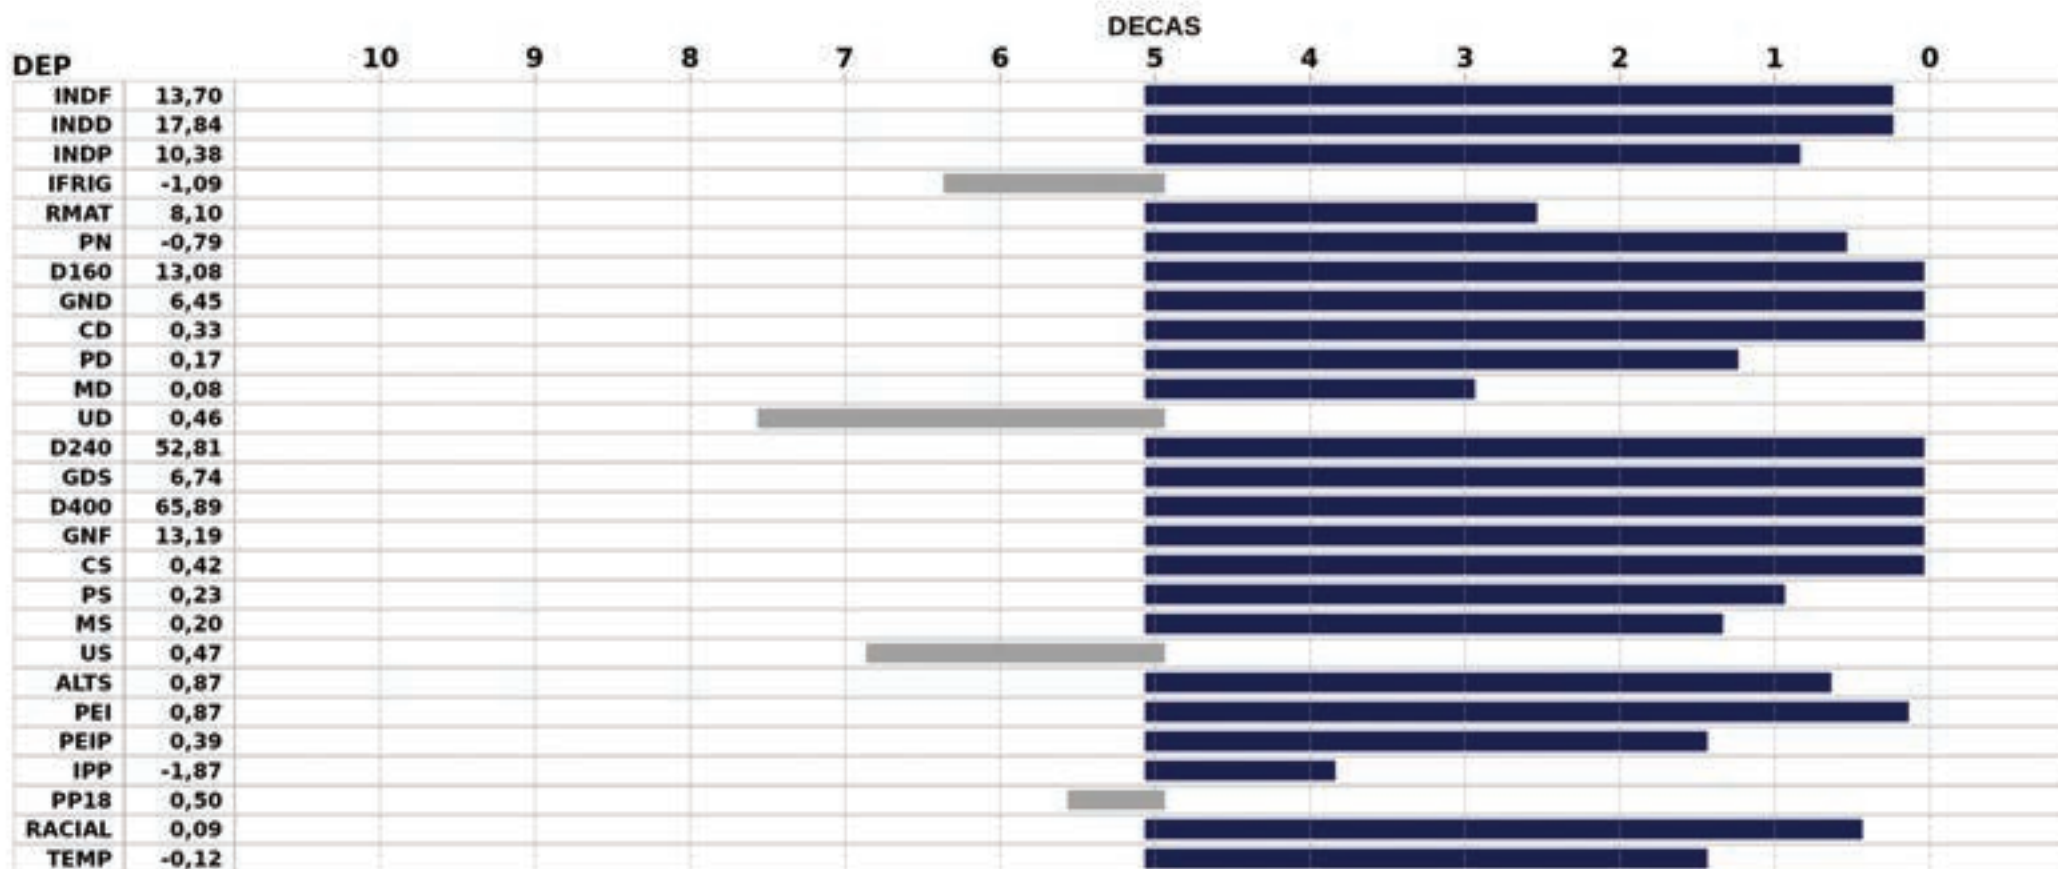 DECAS
DEP 10 9 8 7 6 5 4 3 2 1 0
INDF 13,70
INDD 17,84
INDP 10,38
IFRIG -1,09
RMAT 8,10
PN -0,79
D160 13,08
GND 6,45
CD 0,33
PD 0,17
MD 0,08
UD 0,46
D240 52,81
GDS 6,74
D400 65,89
GNF 13,19
CS 0,42
PS 0,23
MS 0,20
US 0,47
ALTS 0,87
PEI 0,87
PEIP 0,39
IPP -1,87
PP18 0,50
RACIAL 0,09
TEMP -0,12